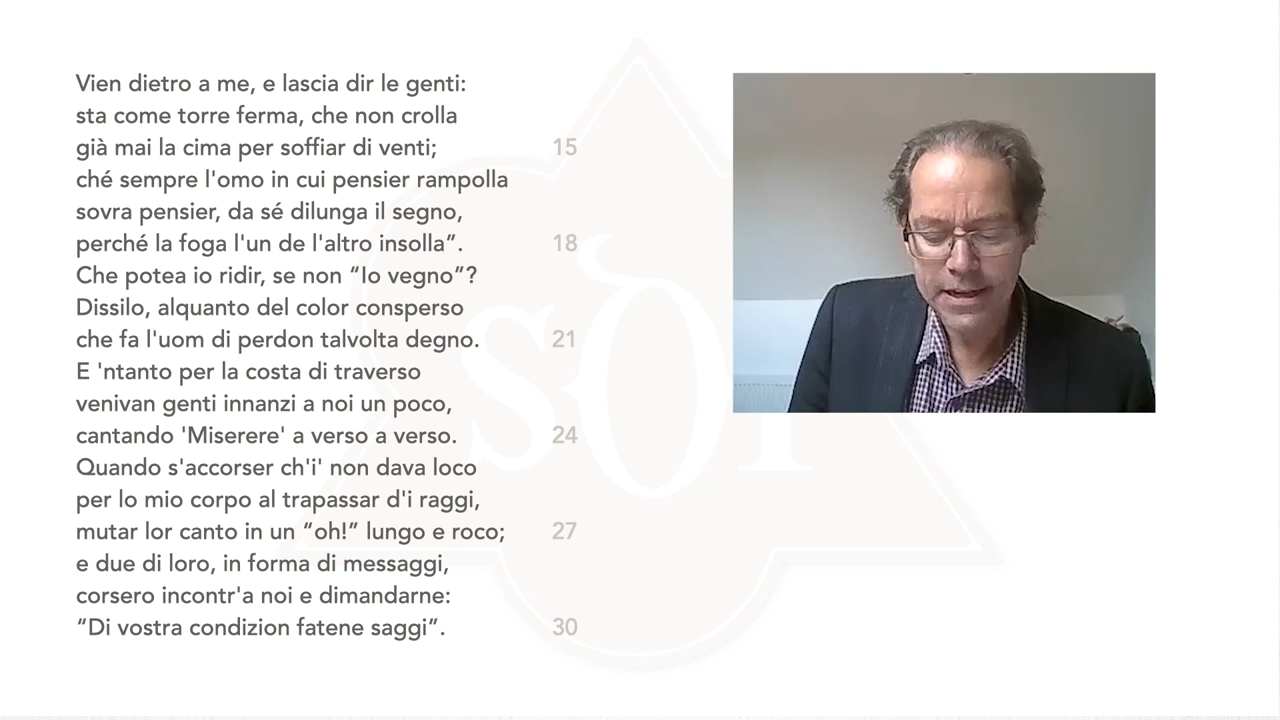 Vien dietro a me, e lascia dir le genti:
sta come torre ferma, che non crolla
già mai la cima per soffiar di venti; 15
ché sempre l'omo in cui pensier rampolla
sovra pensier, da sé dilunga il segno,
perché la foga l'un de l'altro insolla”. 18
Che potea io ridir, se non “Io vegno”?
Dissilo, alquanto del color consperso
che fa l'uom di perdon talvolta degno. 21
E 'ntanto per la costa di traverso
venivan genti innanzi a noi un poco,
cantando 'Miserere' a verso a verso. 24
Quando s'accorser ch'i' non dava loco
per lo mio corpo al trapassar d'i raggi,
mutar lor canto in un “oh!” lungo e roco; 27
e due di loro, in forma di messaggi,
corsero incontr'a noi e dimandarne:
“Di vostra condizion fatene saggi”. 30